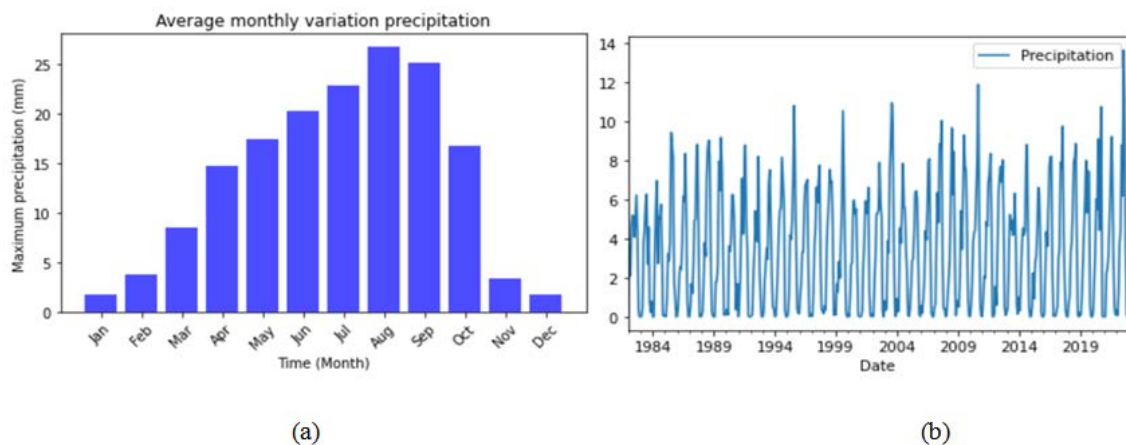 Average monthly variation precipitation
Maximum precipitation (mm)
25
20
15
10
5
0
Jan Feb Mar Apr May Jun Jul Aug Sep Oct Nov Dec
Time (Month)
(a)
14
12
10
8
6
4
2
0
Precipitation
1984 1989 1994 1999 2004 2009 2014 2019
Date
(b)